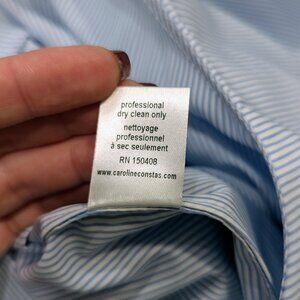 professional
dry clean only
nettoyage
professionnel
à sec seulement
RN 150408
www.carolineconstas.com